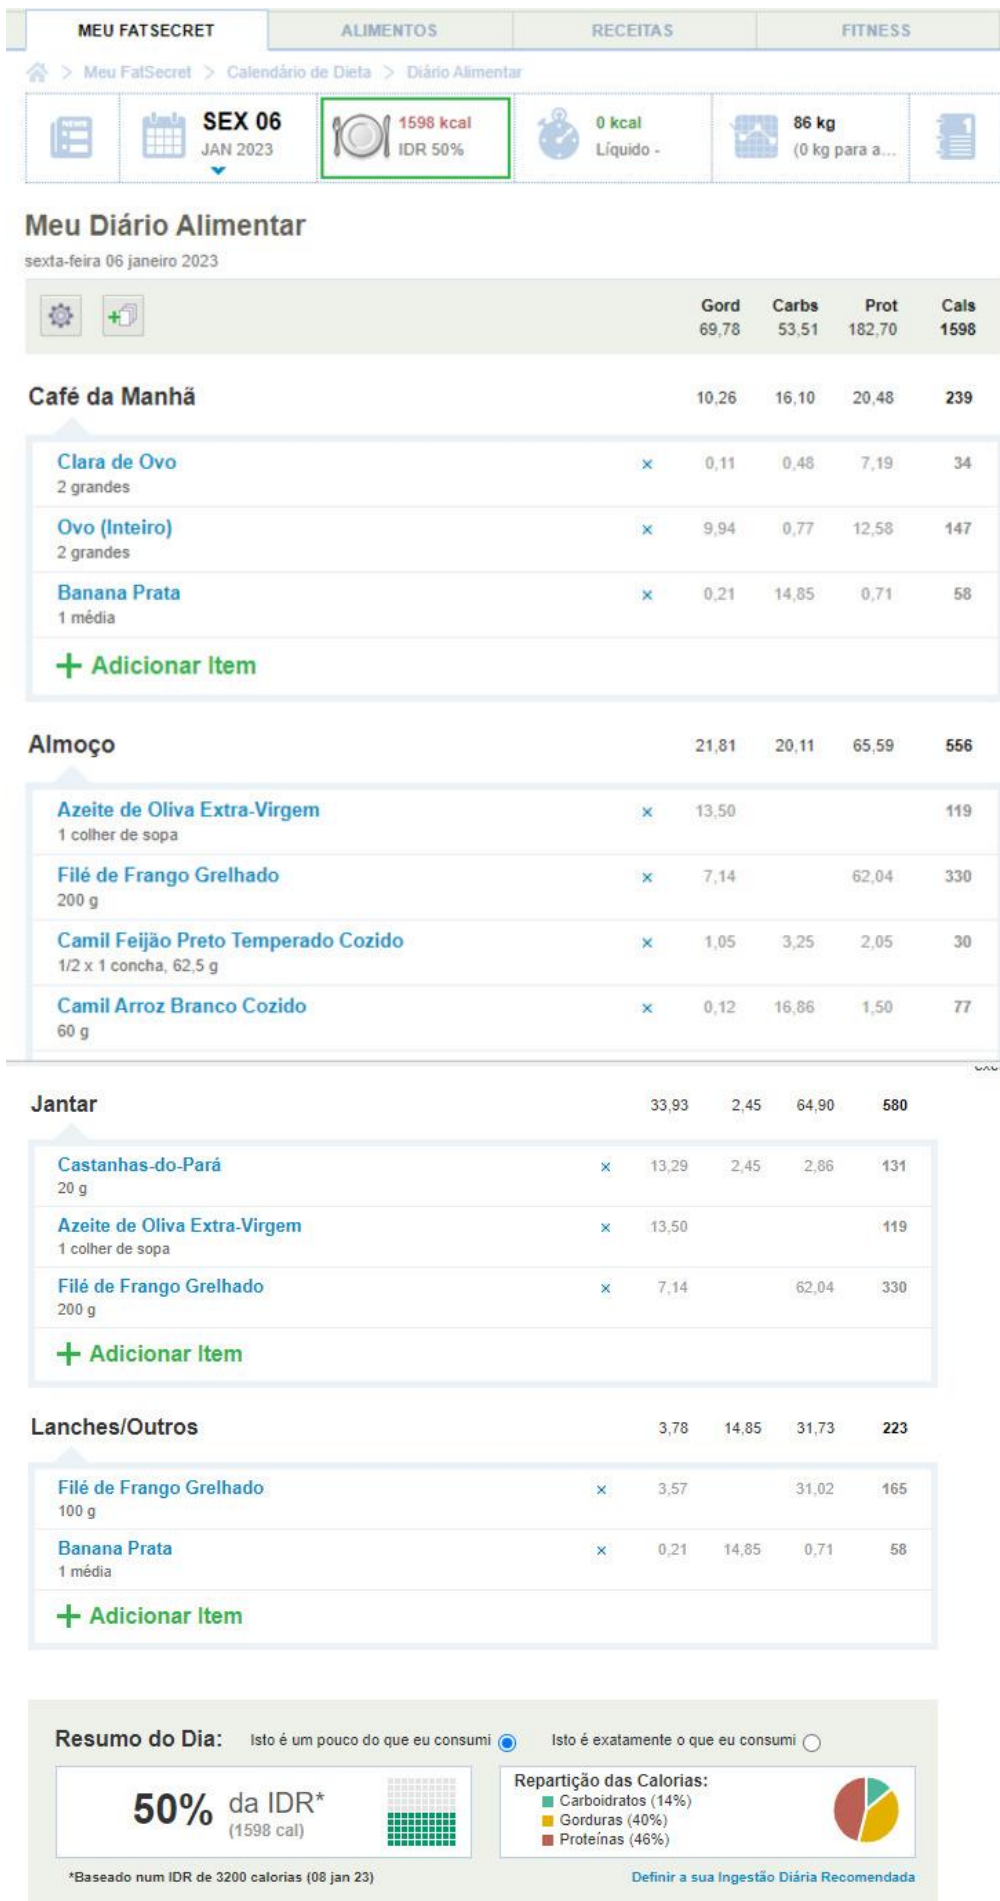 MEU FATSECRET ALIMENTOS RECEITAS FITNESS
> Meu FatSecret > Calendário de Dieta > Diário Alimentar
NEWS
SEX 06
JAN 2023
1598 kcal
IDR 50%
0 kcal
Líquido -
86 kg
(0 kg para a...
1
Meu Diário Alimentar
sexta-feira 06 janeiro 2023
Gord Carbs Prot Cals
69,78 53,51 182,70 1598
Café da Manhã 10,26 16,10 20,48 239
Clara de Ovo x 0,11 0,48 7,19 34
2 grandes
Ovo (Inteiro) x 9,94 0,77 12,58 147
2 grandes
Banana Prata x 0,21 14,85 0,71 58
1 média
+ Adicionar Item
Almoço 21,81 20,11 65,59 556
Azeite de Oliva Extra-Virgem x 13,50 119
1 colher de sopa
Filé de Frango Grelhado x 7,14 62,04 330
200 g
Camil Feijão Preto Temperado Cozido x 1,05 3,25 2,05 30
1/2 x 1 concha, 62,5 g
Camil Arroz Branco Cozido x 0,12 16,86 1,50 77
60 g
Jantar 33,93 2,45 64,90 580
Castanhas-do-Pará x 13,29 2,45 2,86 131
20 g
Azeite de Oliva Extra-Virgem x 13,50 119
1 colher de sopa
Filé de Frango Grelhado x 7,14 62,04 330
200 g
+ Adicionar Item
Lanches/Outros 3,78 14,85 31,73 223
Filé de Frango Grelhado x 3,57 31,02 165
100 g
Banana Prata x 0,21 14,85 0,71 58
1 média
+ Adicionar Item
Resumo do Dia: Isto é um pouco do que eu consumi Isto é exatamente o que eu consumi
50% da IDR*
(1598 cal)
Repartição das Calorias:
Carboidratos (14%)
Gorduras (40%)
Proteínas (46%)
*Baseado num IDR de 3200 calorias (08 jan 23)
Definir a sua Ingestão Diária Recomendada